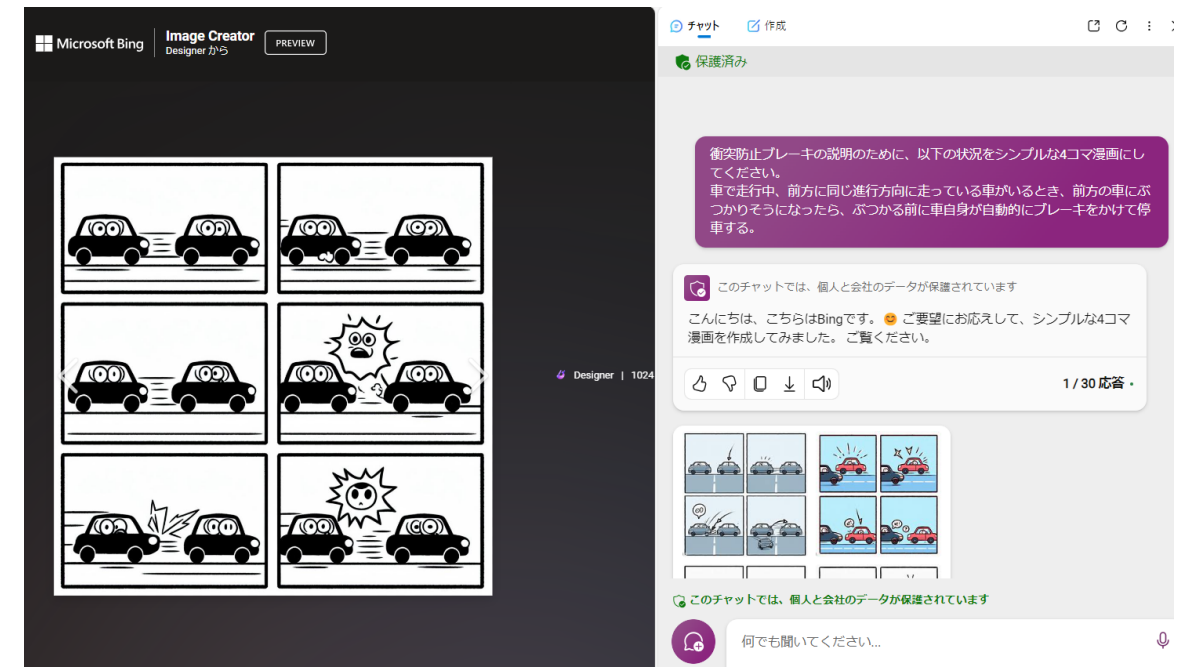 Microsoft Bing
Image Creator
Designer から
PREVIEW
Designer | 1024
チャット
作成
保護済み
衝突防止ブレーキの説明のために、以下の状況をシンプルな4コマ漫画にし
てください。
車で走行中、前方に同じ進行方向に走っている車がいるとき、前方の車にぶ
つかりそうになったら、ぶつかる前に車自身が自動的にブレーキをかけて停
車する。
このチャットでは、個人と会社のデータが保護されています
こんにちは、こちらはBingです。😊 ご要望にお応えして、シンプルな4コマ
漫画を作成してみました。ご覧ください。
1 / 30 応答
このチャットでは、個人と会社のデータが保護されています
何でも聞いてください...